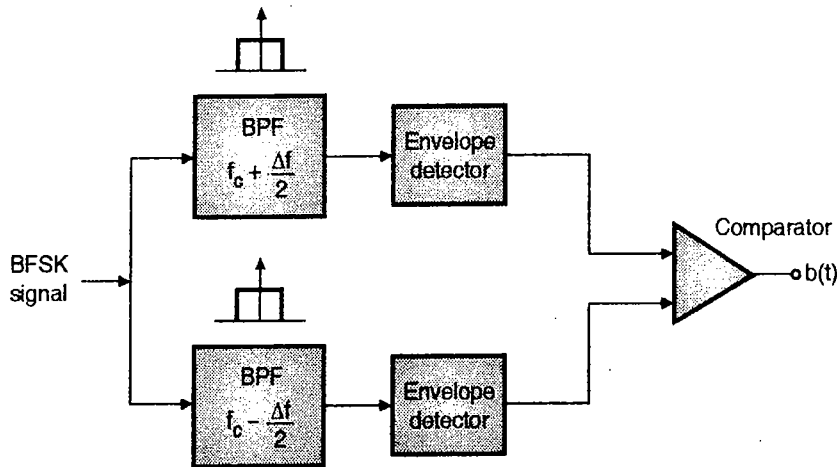 BPF
f_c + Δf/2
Envelope
detector
Comparator
BFSK
signal
b(t)
BPF
f_c − Δf/2
Envelope
detector